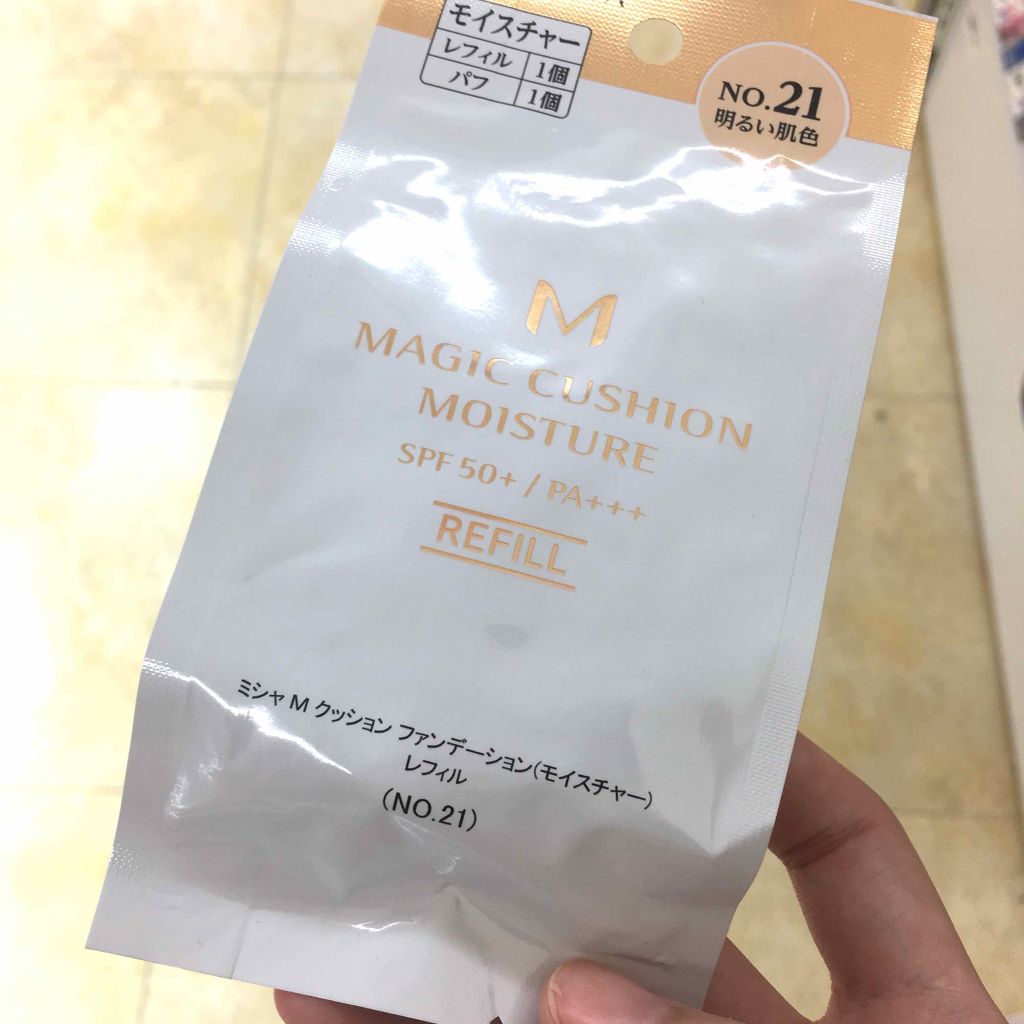 モイスチャー
レフィル 1個
パフ 1個
NO.21
明るい肌色
M
MAGIC CUSHION
MOISTURE
SPF 50+ / PA+++
REFILL
ミシャ M クッション ファンデーション(モイスチャー)
レフィル
(NO.21)